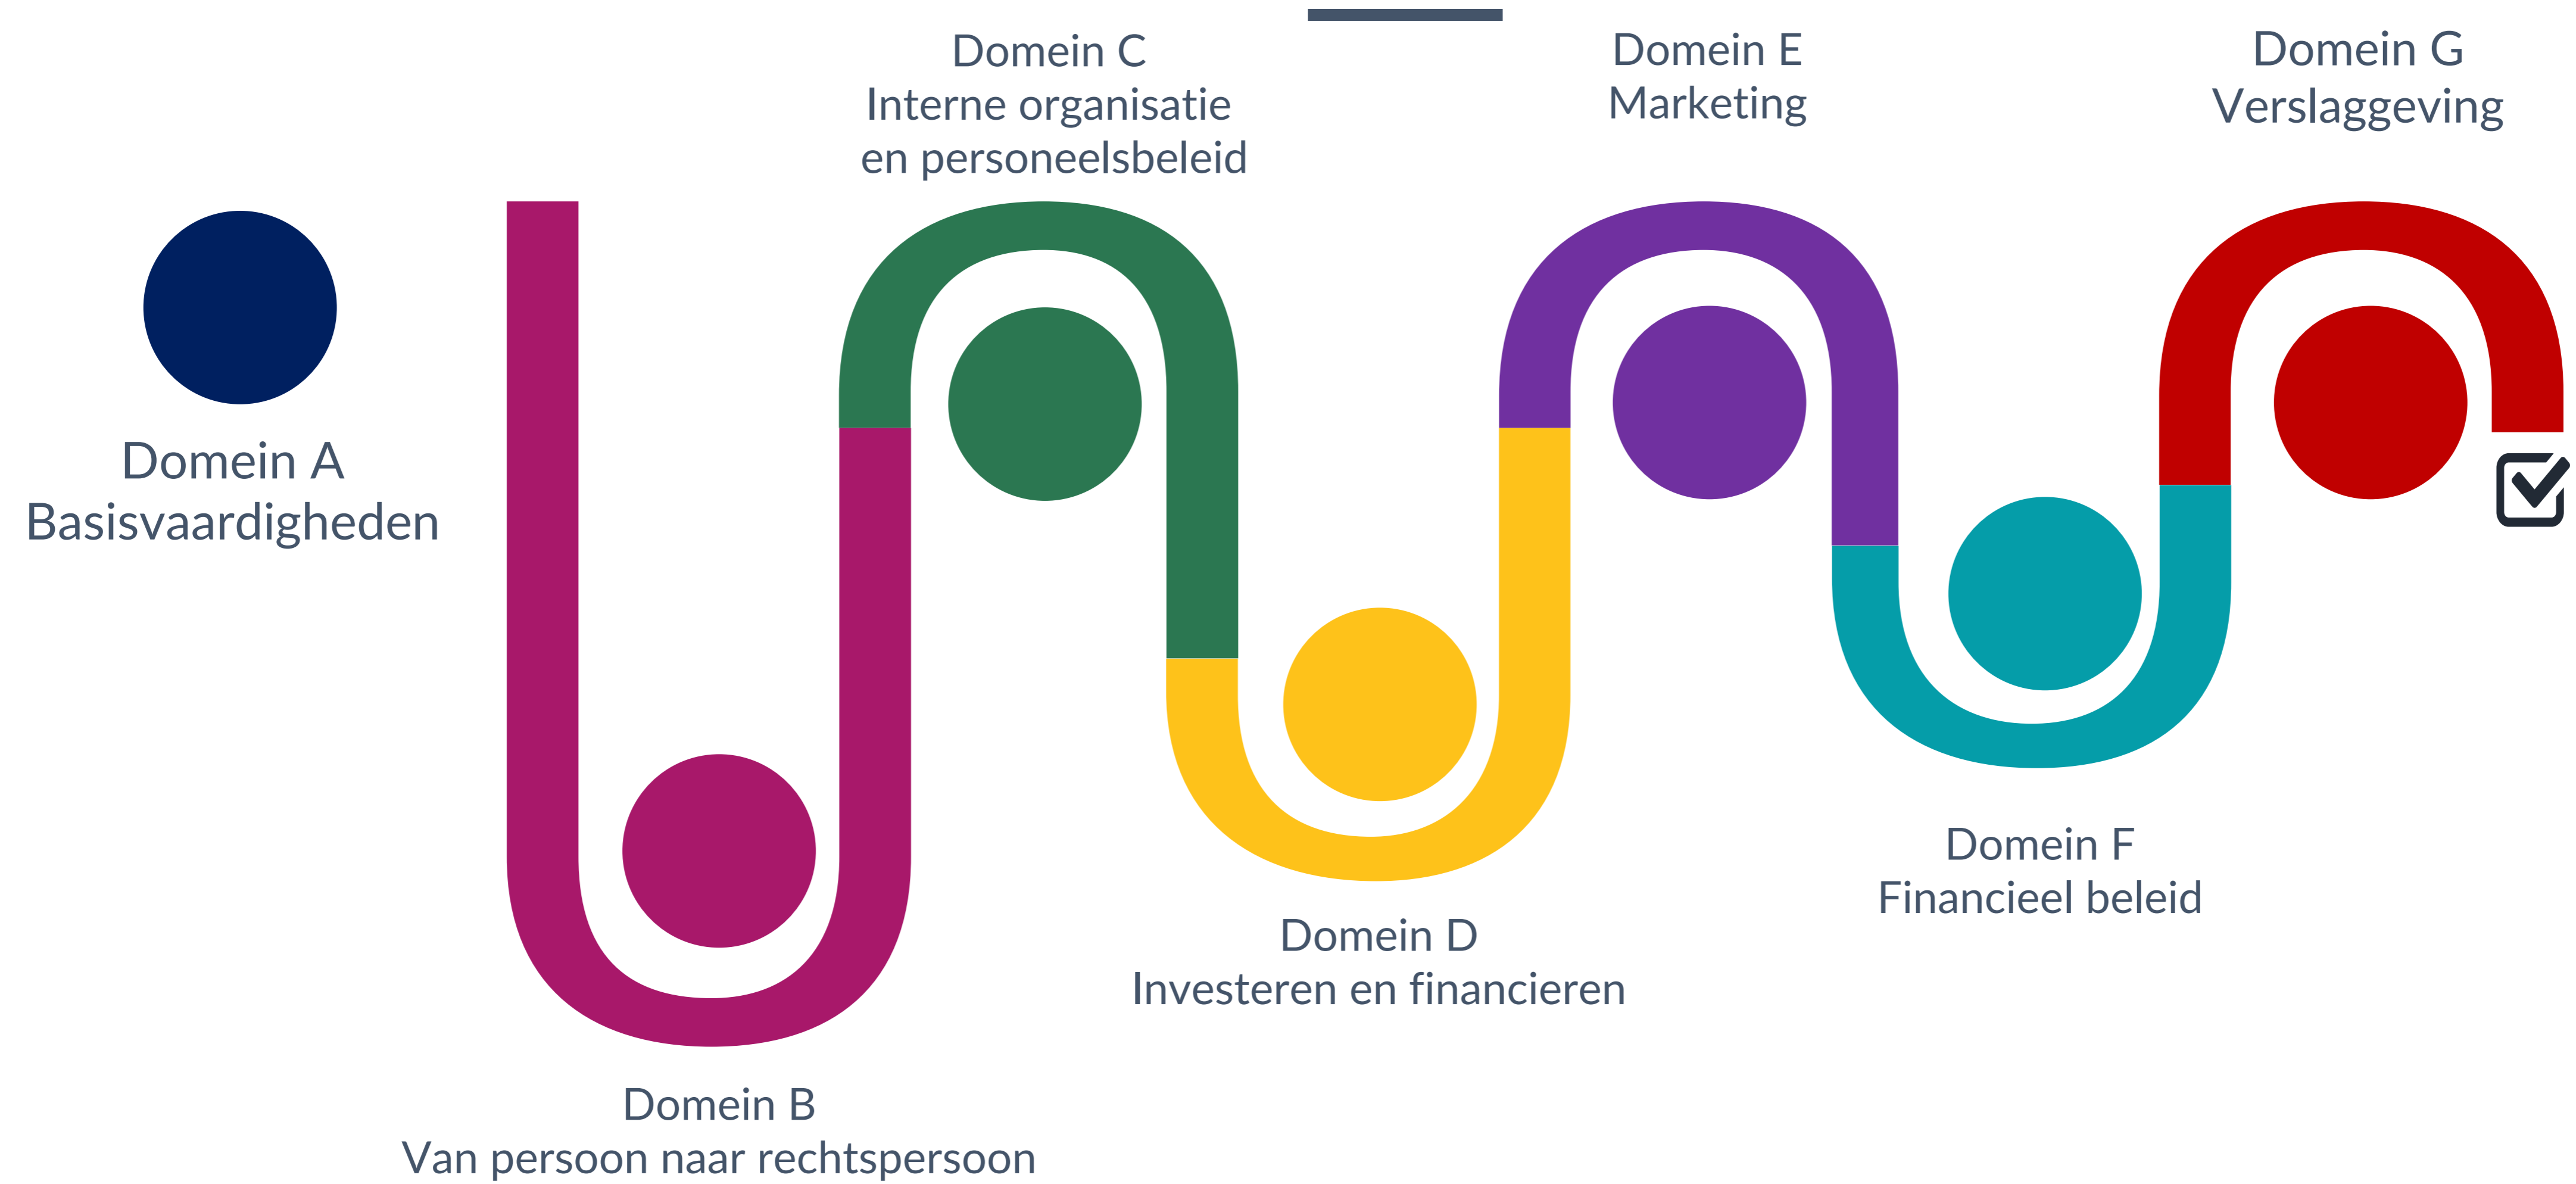 Domein A
Basisvaardigheden
Domein B
Van persoon naar rechtspersoon
Domein C
Interne organisatie
en personeelsbeleid
Domein D
Investeren en financieren
Domein E
Marketing
Domein F
Financieel beleid
Domein G
Verslaggeving